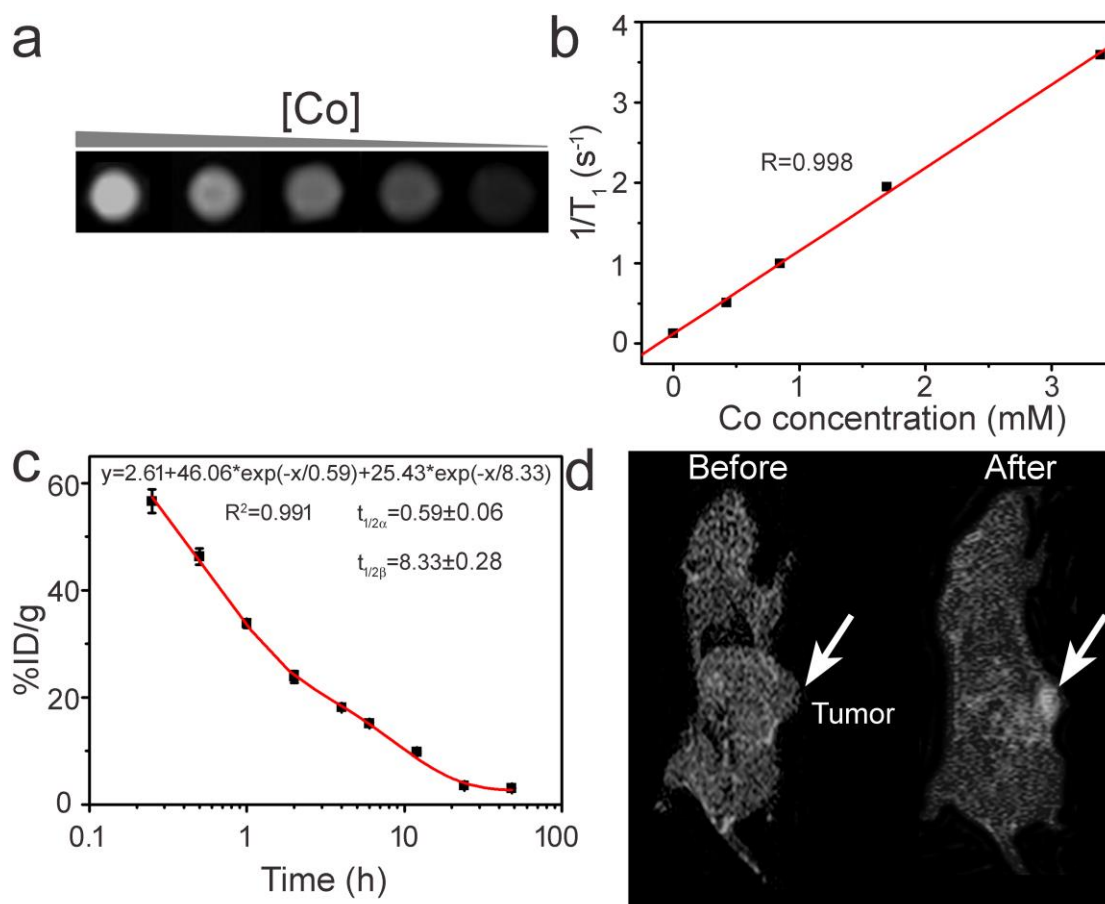 a
[Co]
b
1/T₁ (s⁻¹)
4
3
2
1
0
R=0.998
0
1
2
3
Co concentration (mM)
c
y=2.61+46.06*exp(-x/0.59)+25.43*exp(-x/8.33)
R²=0.991
t1/2α=0.59±0.06
t1/2β=8.33±0.28
%ID/g
60
40
20
0
0.1
1
10
100
Time (h)
d
Before
After
Tumor